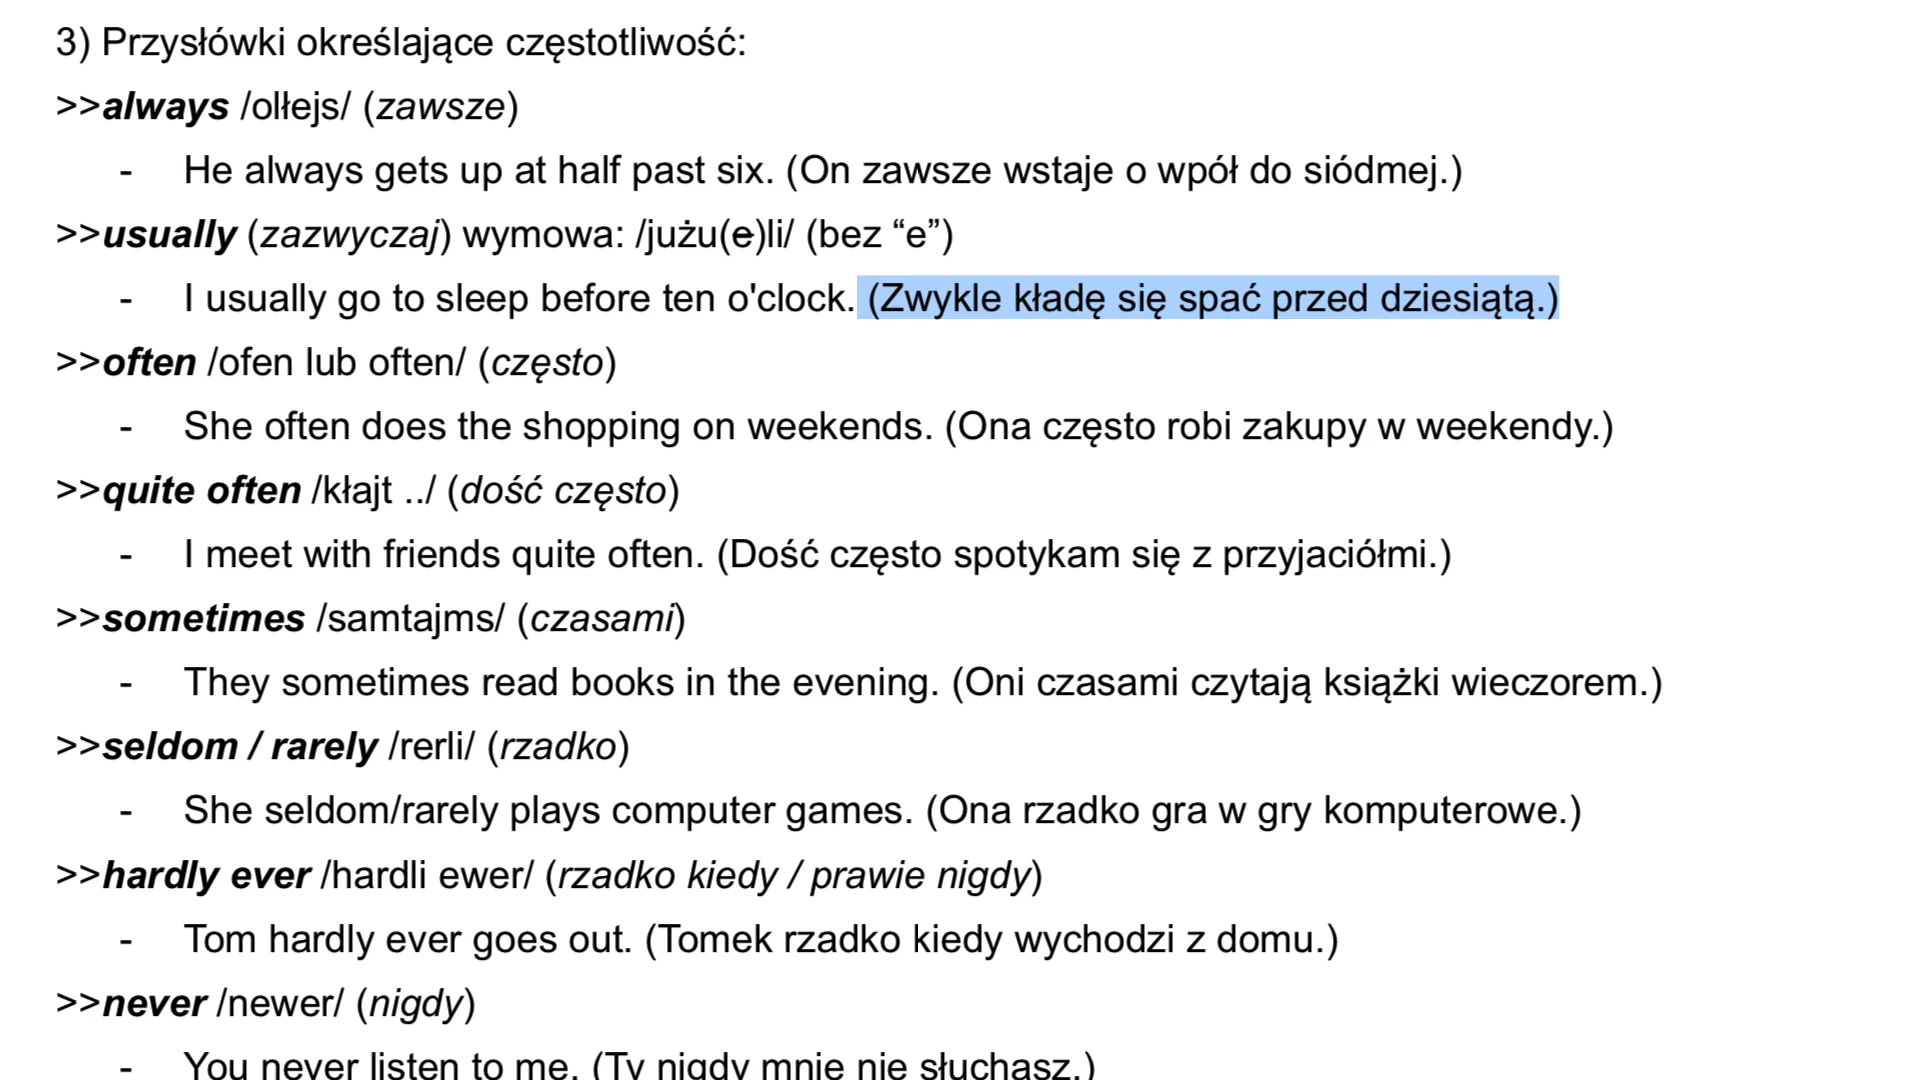 3) Przysłówki określające częstotliwość:
>>always /olłejs/ (zawsze)
- He always gets up at half past six. (On zawsze wstaje o wpół do siódmej.)
>>usually (zazwyczaj) wymowa: /jużu(e)li/ (bez “e”)
- I usually go to sleep before ten o'clock. (Zwykle kładę się spać przed dziesiątą.)
>>often /ofen lub often/ (często)
- She often does the shopping on weekends. (Ona często robi zakupy w weekendy.)
>>quite often /kłajt ../ (dość często)
- I meet with friends quite often. (Dość często spotykam się z przyjaciółmi.)
>>sometimes /samtajms/ (czasami)
- They sometimes read books in the evening. (Oni czasami czytają książki wieczorem.)
>>seldom / rarely /rerli/ (rzadko)
- She seldom/rarely plays computer games. (Ona rzadko gra w gry komputerowe.)
>>hardly ever /hardli ewer/ (rzadko kiedy / prawie nigdy)
- Tom hardly ever goes out. (Tomek rzadko kiedy wychodzi z domu.)
>>never /newer/ (nigdy)
- You never listen to me. (Ty nigdy mnie nie słuchasz.)